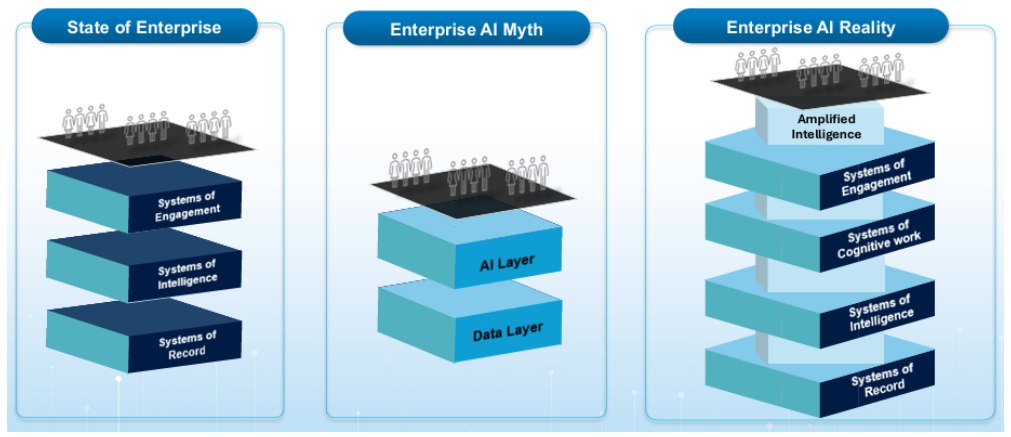 State of Enterprise
Systems of
Engagement
Systems of
Intelligence
Systems of
Record
Enterprise AI Myth
AI Layer
Data Layer
Enterprise AI Reality
Amplified
Intelligence
Systems of
Engagement
Systems of
Cognitive work
Systems of
Intelligence
Systems of
Record